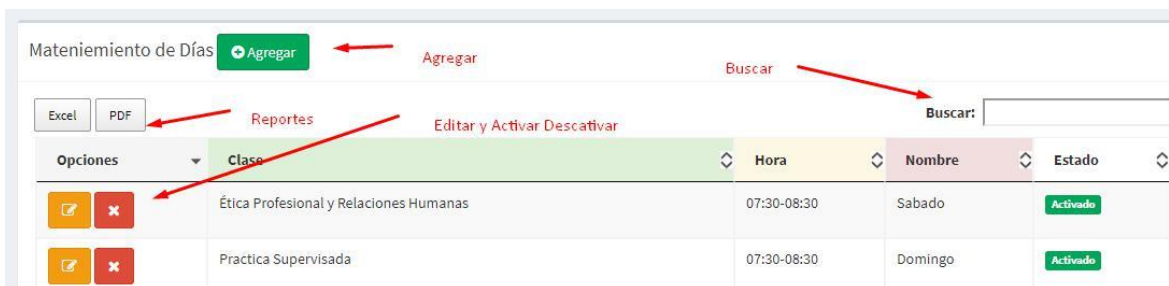 Mateniemiento de Días Agregar
Agregar
Buscar
Excel PDF
Reportes
Editar y Activar Descativar
Buscar:
Opciones Clase Hora Nombre Estado
Ética Profesional y Relaciones Humanas 07:30-08:30 Sabado Activado
Practica Supervisada 07:30-08:30 Domingo Activado